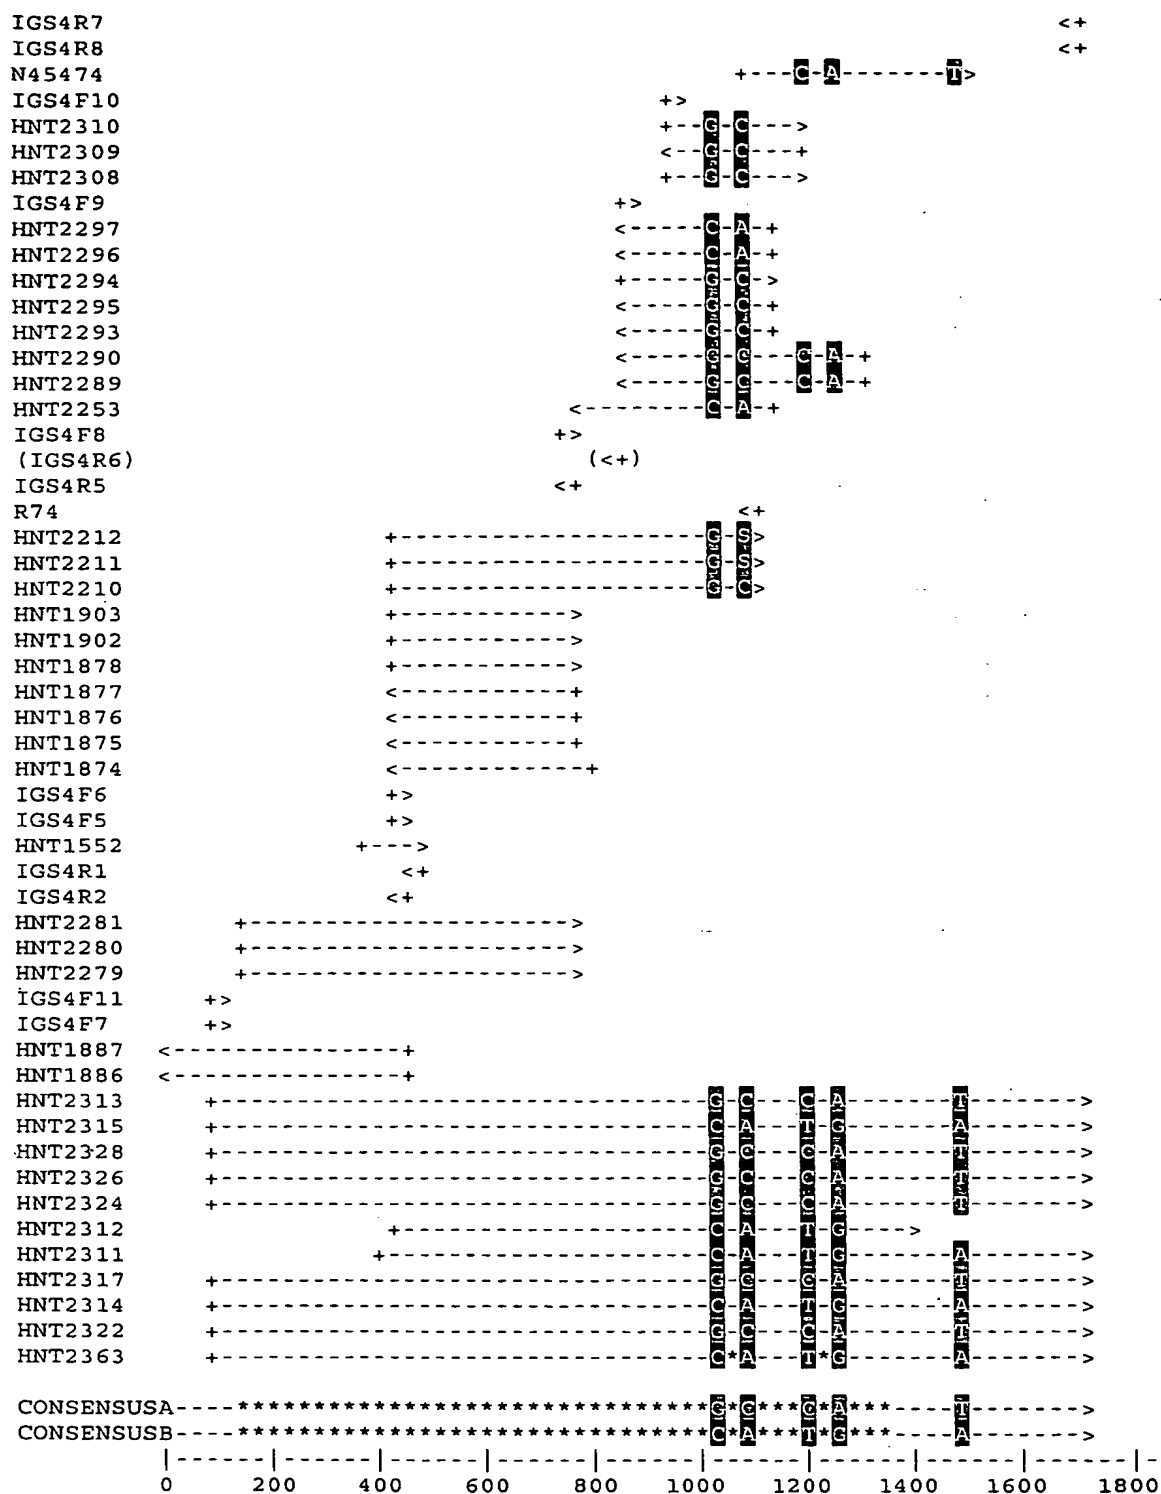 IGS4R7 <+
IGS4R8 <+
N45474 +---C-A-------T>
IGS4F10 +>
HNT2310 +--G-C--->
HNT2309 <--G-C---+
HNT2308 +--G-C--->
IGS4F9 +>
HNT2297 <-----C-A-+
HNT2296 <-----C-A-+
HNT2294 +-----G-C->
HNT2295 <-----G-C-+
HNT2293 <-----G-C-+
HNT2290 <-----G-C---C-A-+
HNT2289 <-----G-C---C-A-+
HNT2253 <--------C-A-+
IGS4F8 +>
(IGS4R6) (<+)
IGS4R5 <+
R74 <+
HNT2212 +--------------------G-S>
HNT2211 +--------------------G-S>
HNT2210 +--------------------G-C>
HNT1903 +----------->
HNT1902 +----------->
HNT1878 +----------->
HNT1877 <-----------+
HNT1876 <-----------+
HNT1875 <-----------+
HNT1874 <------------+
IGS4F6 +>
IGS4F5 +>
HNT1552 +--->
IGS4R1 <+
IGS4R2 <+
HNT2281 +--------------------->
HNT2280 +--------------------->
HNT2279 +--------------------->
IGS4F11 +>
IGS4F7 +>
HNT1887 <---------------+
HNT1886 <---------------+
HNT2313 +--------------------------------G-C---C-A-------T------->
HNT2315 +--------------------------------C-A---T-G-------A------->
HNT2328 +--------------------------------G-C---C-A-------T------->
HNT2326 +--------------------------------G-C---C-A-------T------->
HNT2324 +--------------------------------G-C---C-A-------T------->
HNT2312 +--------------------C-A---T-G---->
HNT2311 +---------------------C-A---T-G-------A------->
HNT2317 +--------------------------------G-C---C-A-------T------->
HNT2314 +--------------------------------C-A---T-G-------A------->
HNT2322 +--------------------------------G-C---C-A-------T------->
HNT2363 +--------------------------------C*A---T*G-------A------->
CONSENSUSA----*******************************G*C***C*A***----T------->
CONSENSUSB----*******************************C*A***T*G***----A------->
|------|------|------|------|------|------|------|------|------|-
0 200 400 600 800 1000 1200 1400 1600 1800